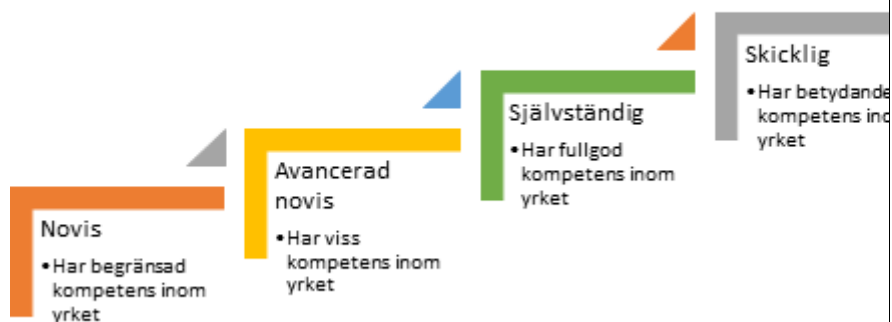 Novis
•Har begränsad
kompetens inom
yrket
Avancerad
novis
•Har viss
kompetens inom
yrket
Självständig
•Har fullgod
kompetens inom
yrket
Skicklig
•Har betydande
kompetens
yrket